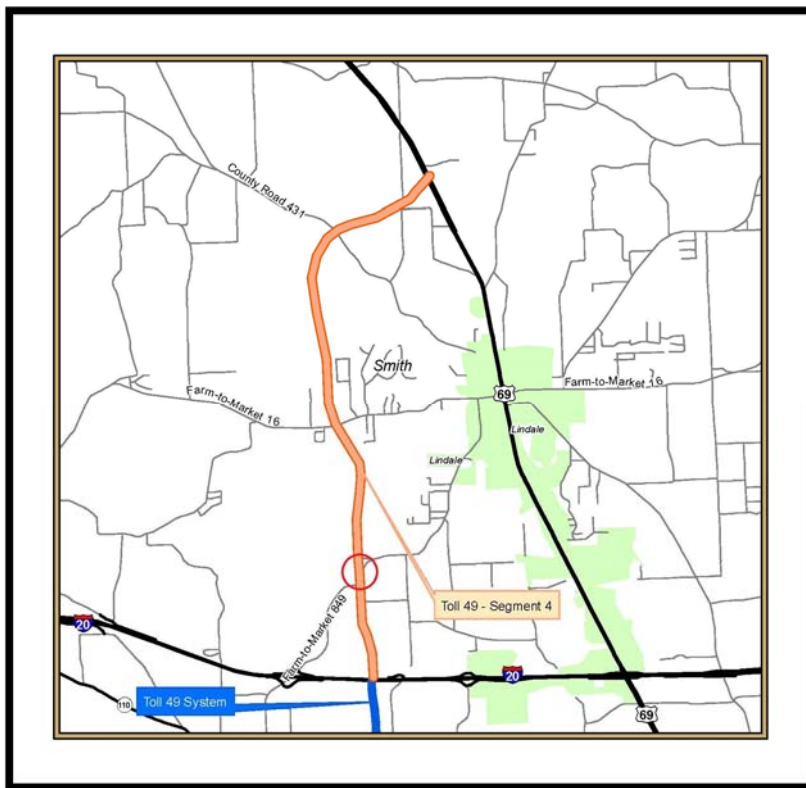 County Road 431
Smith
Farm-to-Market 16
69
Farm-to-Market 16
Lindale
Lindale
Toll 49 - Segment 4
Farm-to-Market 849
20
20
110
Toll 49 System
69